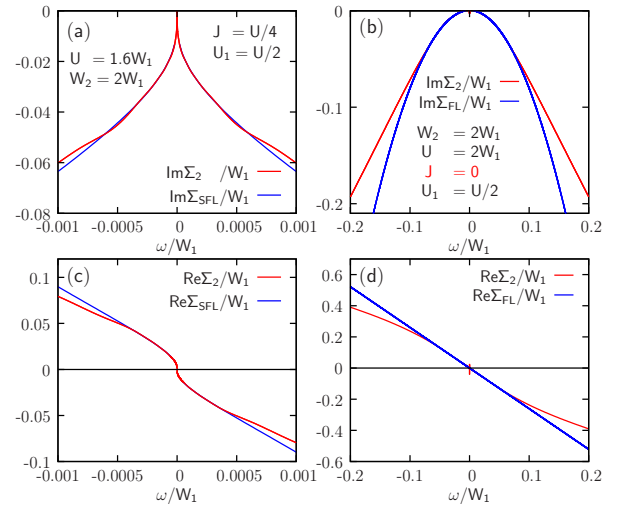 (a)
J = U/4
U₁ = U/2
U = 1.6W₁
W₂ = 2W₁
ImΣ₂ /W₁
ImΣ_SFL/W₁
0
-0.02
-0.04
-0.06
-0.08
-0.001 -0.0005 0 0.0005 0.001
ω/W₁
(b)
ImΣ₂/W₁
ImΣ_FL/W₁
W₂ = 2W₁
U = 2W₁
J = 0
U₁ = U/2
0
-0.1
-0.2
-0.2 -0.1 0 0.1 0.2
ω/W₁
(c)
ReΣ₂/W₁
ReΣ_SFL/W₁
0.1
0.05
0
-0.05
-0.1
-0.001 -0.0005 0 0.0005 0.001
ω/W₁
(d)
ReΣ₂/W₁
ReΣ_FL/W₁
0.6
0.4
0.2
0
-0.2
-0.4
-0.6
-0.2 -0.1 0 0.1 0.2
ω/W₁